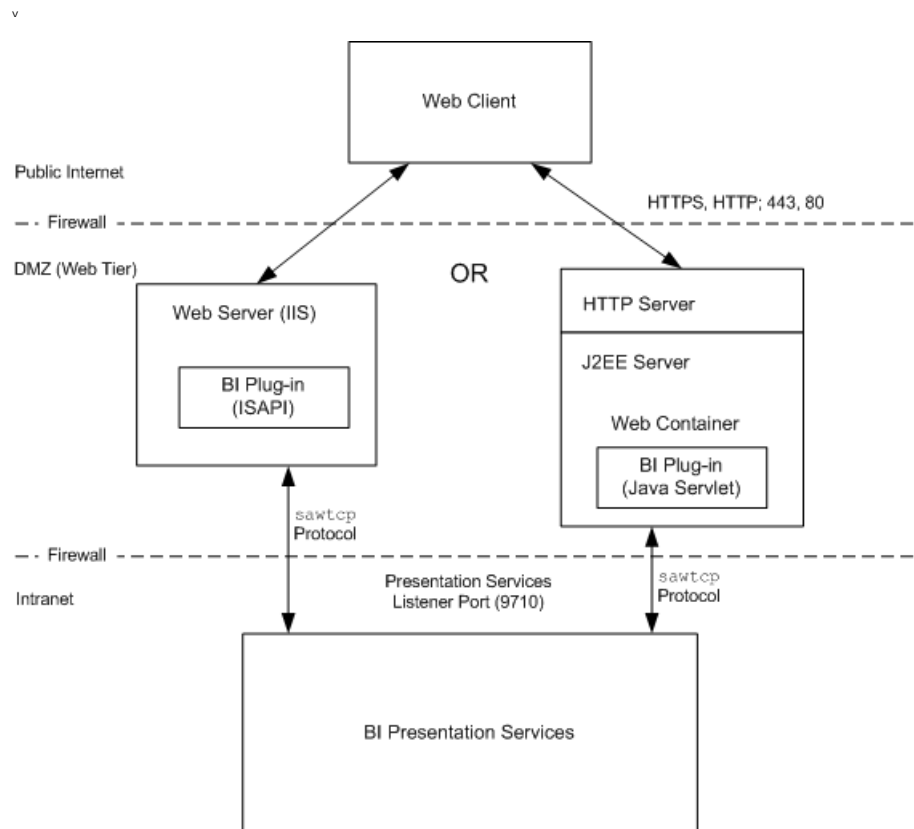 v
Web Client
Public Internet
HTTPS, HTTP; 443, 80
Firewall
DMZ (Web Tier)
OR
Web Server (IIS)
BI Plug-in
(ISAPI)
HTTP Server
J2EE Server
Web Container
BI Plug-in
(Java Servlet)
sawtcp
Protocol
Firewall
Intranet
Presentation Services
Listener Port (9710)
sawtcp
Protocol
BI Presentation Services